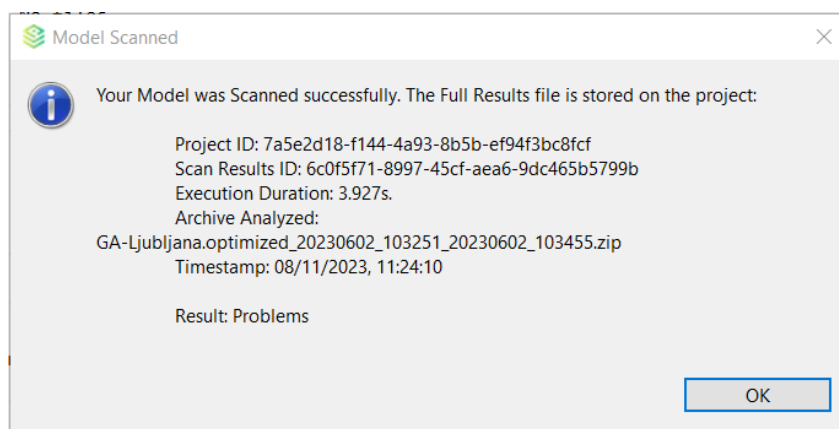 Model Scanned
Your Model was Scanned successfully. The Full Results file is stored on the project:
Project ID: 7a5e2d18-f144-4a93-8b5b-ef94f3bc8fcf
Scan Results ID: 6c0f5f71-8997-45cf-aea6-9dc465b5799b
Execution Duration: 3.927s.
Archive Analyzed:
GA-Ljubljana.optimized_20230602_103251_20230602_103455.zip
Timestamp: 08/11/2023, 11:24:10
Result: Problems
OK